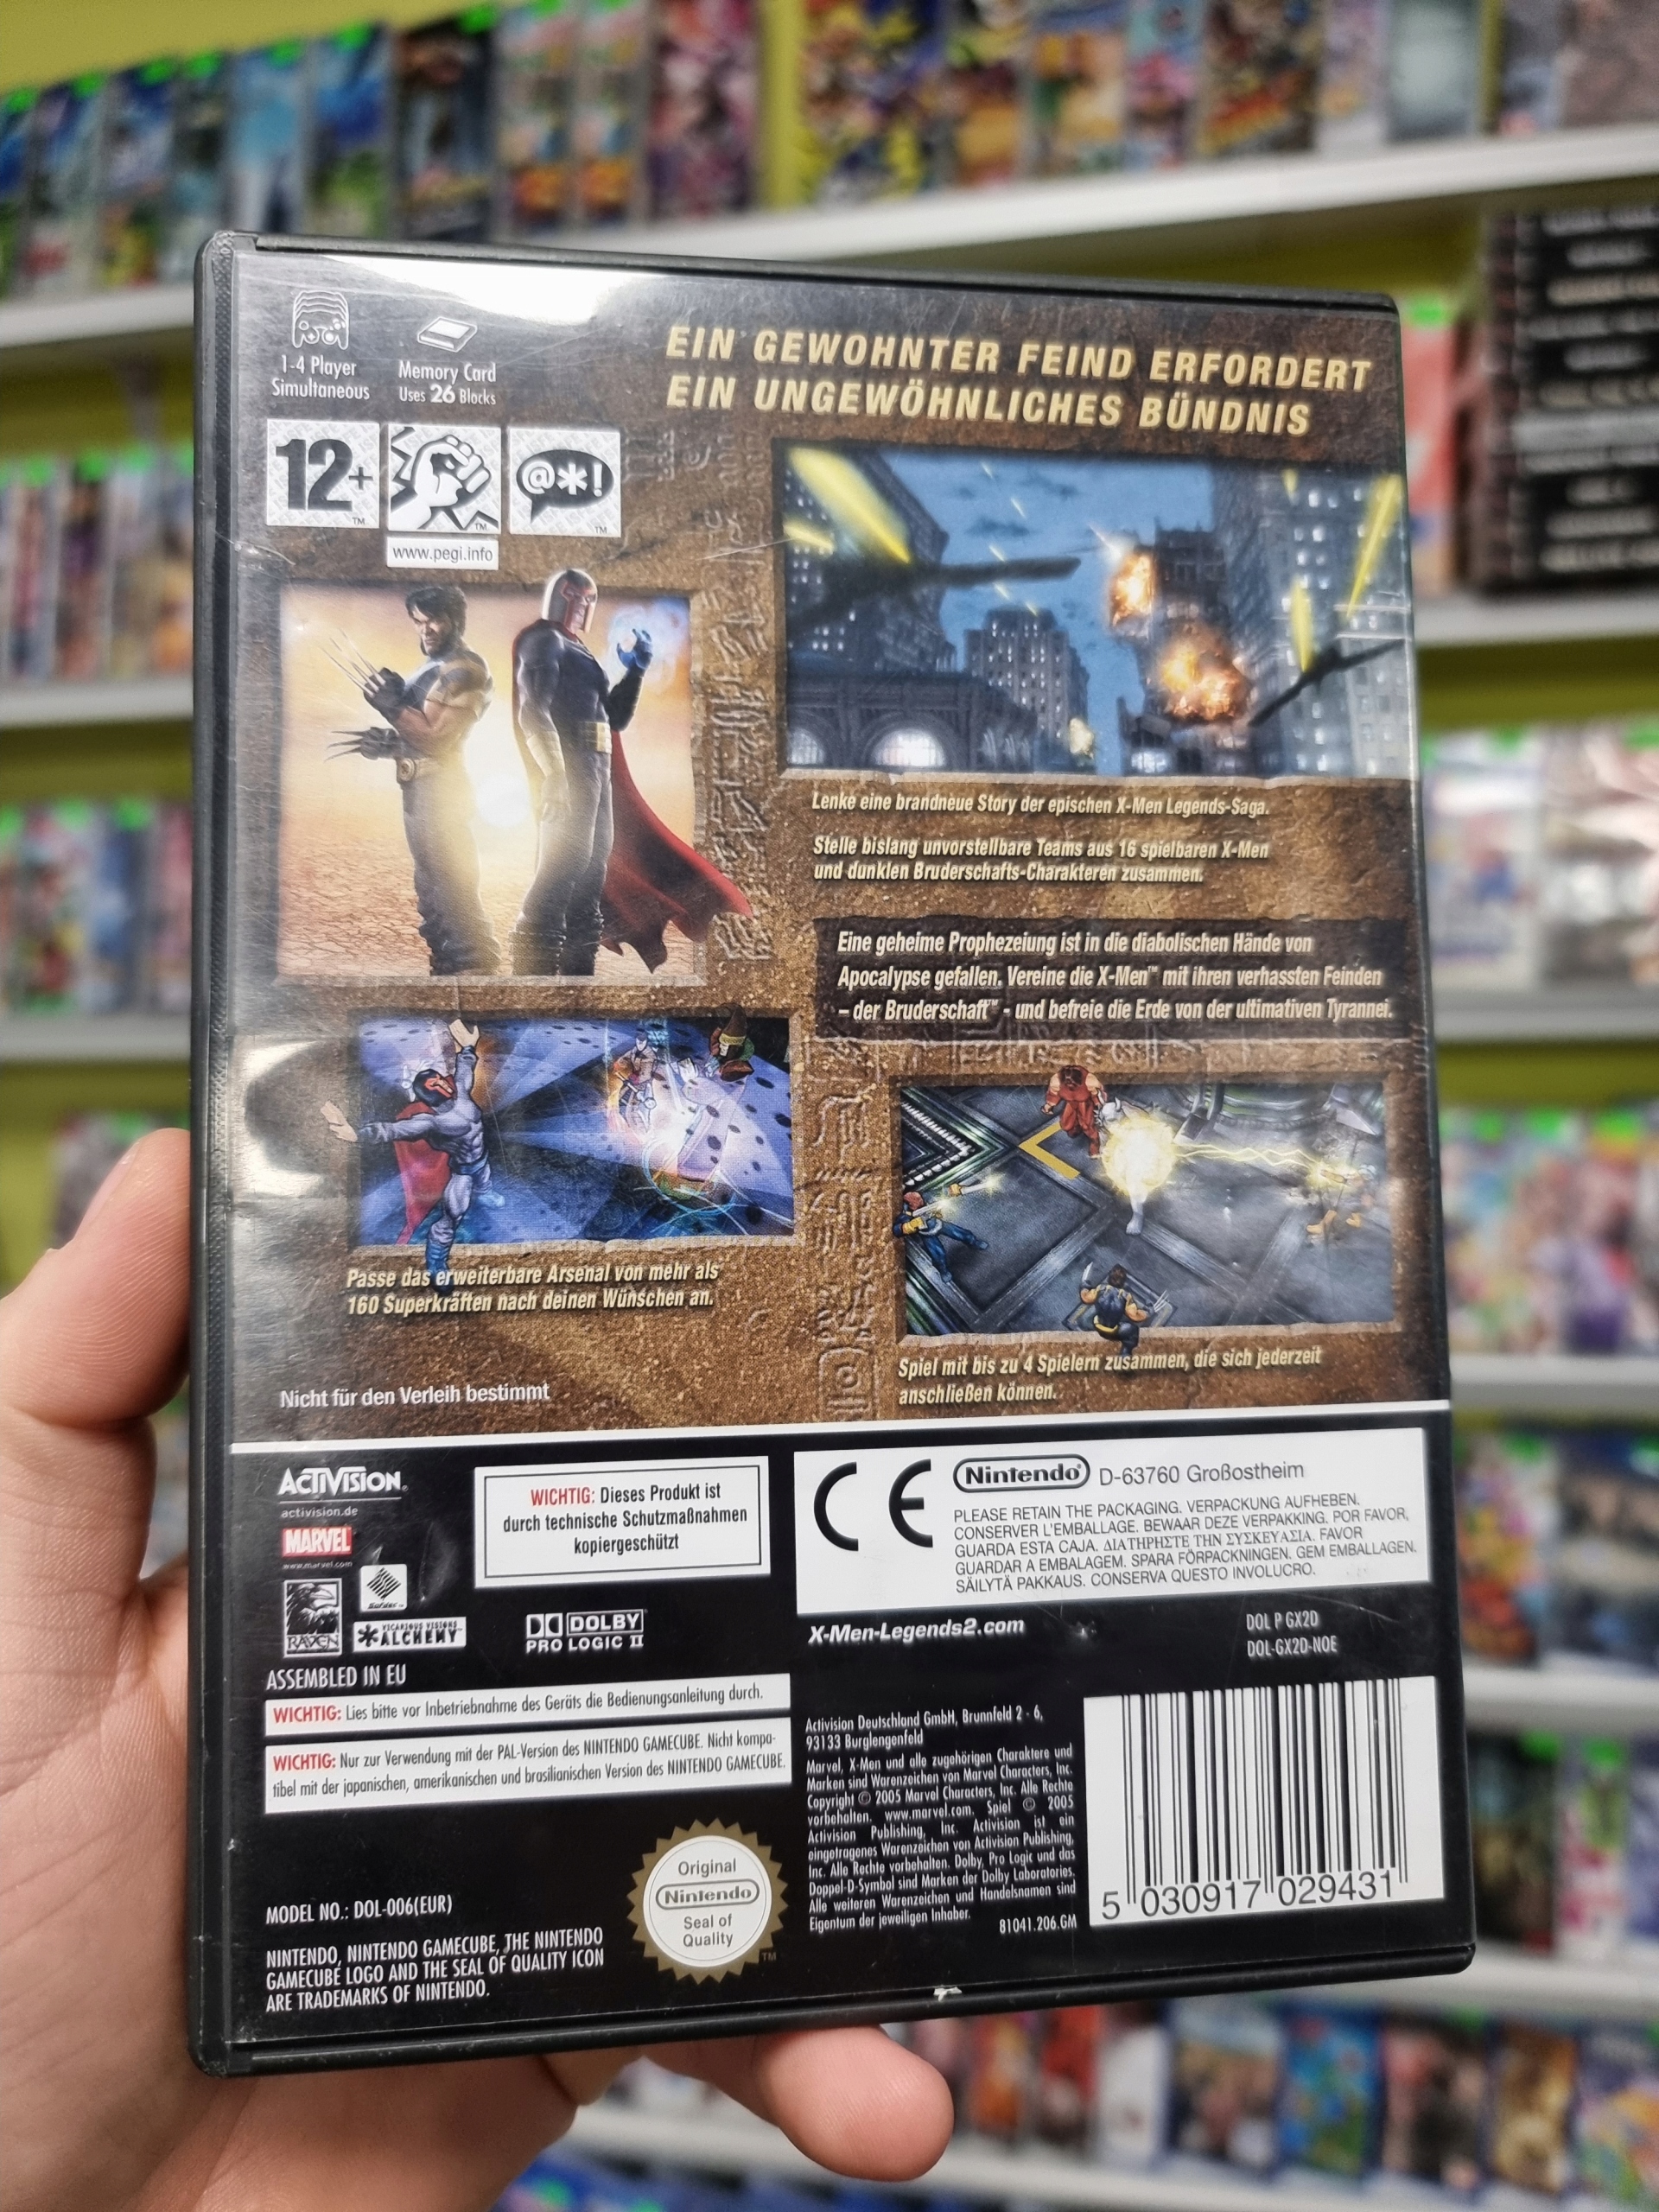 1-4 Player
Simultaneous
Memory Card
Uses 26 Blocks
EIN GEWOHNTER FEIND ERFORDERT
EIN UNGEWÖHNLICHES BÜNDNIS
12+™
™
@*!
™
www.pegi.info
Lenke eine brandneue Story der epischen X-Men Legends-Saga.
Stelle bislang unvorstellbare Teams aus 16 spielbaren X-Men
und dunklen Bruderschafts-Charakteren zusammen.
Eine geheime Prophezeiung ist in die diabolischen Hände von
Apocalypse gefallen. Vereine die X-Men™ mit ihren verhassten Feinden
– der Bruderschaft™ - und befreie die Erde von der ultimativen Tyrannei.
Passe das erweiterbare Arsenal von mehr als
160 Superkräften nach deinen Wünschen an.
Spiel mit bis zu 4 Spielern zusammen, die sich jederzeit
anschließen können.
Nicht für den Verleih bestimmt
ACTIVISION®
activision.de
MARVEL
www.marvel.com
RAVEN
VICARIOUS VISIONS
ALCHEMY
WICHTIG: Dieses Produkt ist
durch technische Schutzmaßnahmen
kopiergeschützt
DOLBY
PRO LOGIC II
CE
Nintendo® D-63760 Großostheim
PLEASE RETAIN THE PACKAGING. VERPACKUNG AUFHEBEN.
CONSERVER L'EMBALLAGE. BEWAAR DEZE VERPAKKING. POR FAVOR,
GUARDA ESTA CAJA. ΔΙΑΤΗΡΗΣΤΕ ΤΗΝ ΣΥΣΚΕΥΑΣΙΑ. FAVOR
GUARDAR A EMBALAGEM. SPARA FÖRPACKNINGEN. GEM EMBALLAGEN.
SÄILYTÄ PAKKAUS. CONSERVA QUESTO INVOLUCRO.
X-Men-Legends2.com
DOL P GX2D
DOL-GX2D-NOE
ASSEMBLED IN EU
WICHTIG: Lies bitte vor Inbetriebnahme des Geräts die Bedienungsanleitung durch.
WICHTIG: Nur zur Verwendung mit der PAL-Version des NINTENDO GAMECUBE. Nicht kompa-
tibel mit der japanischen, amerikanischen und brasilianischen Version des NINTENDO GAMECUBE.
Activision Deutschland GmbH, Brunnfeld 2 - 6,
93133 Burglengenfeld
Marvel, X-Men und alle zugehörigen Charaktere und
Marken sind Warenzeichen von Marvel Characters, Inc.
Copyright © 2005 Marvel Characters, Inc. Alle Rechte
vorbehalten. www.marvel.com. Spiel © 2005
Activision Publishing, Inc. Activision ist ein
eingetragenes Warenzeichen von Activision Publishing,
Inc. Alle Rechte vorbehalten. Dolby, Pro Logic und das
Doppel-D-Symbol sind Marken der Dolby Laboratories.
Alle weiteren Warenzeichen und Handelsnamen sind
Eigentum der jeweiligen Inhaber.
81041.206.GM
5 030917 029431
MODEL NO.: DOL-006(EUR)
NINTENDO, NINTENDO GAMECUBE, THE NINTENDO
GAMECUBE LOGO AND THE SEAL OF QUALITY ICON
ARE TRADEMARKS OF NINTENDO.
Original
Nintendo
Seal of
Quality
™